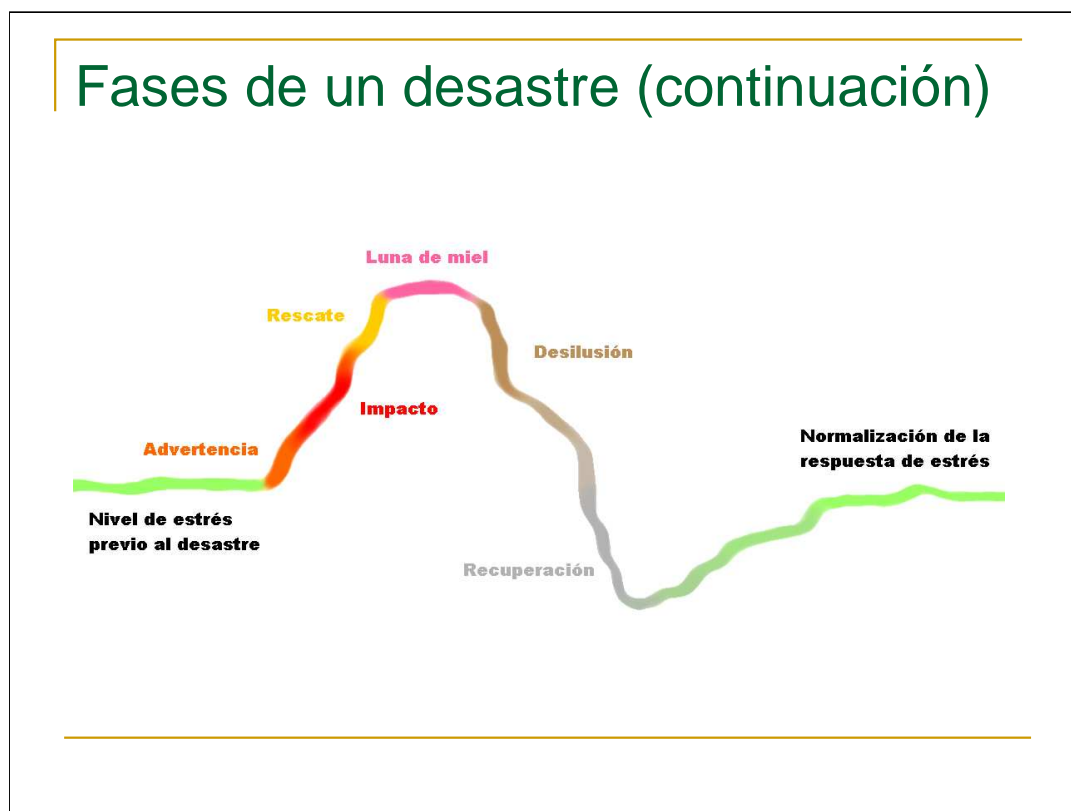 Fases de un desastre (continuación)
Luna de miel
Rescate
Desilusión
Impacto
Advertencia
Normalización de la
respuesta de estrés
Nivel de estrés
previo al desastre
Recuperación